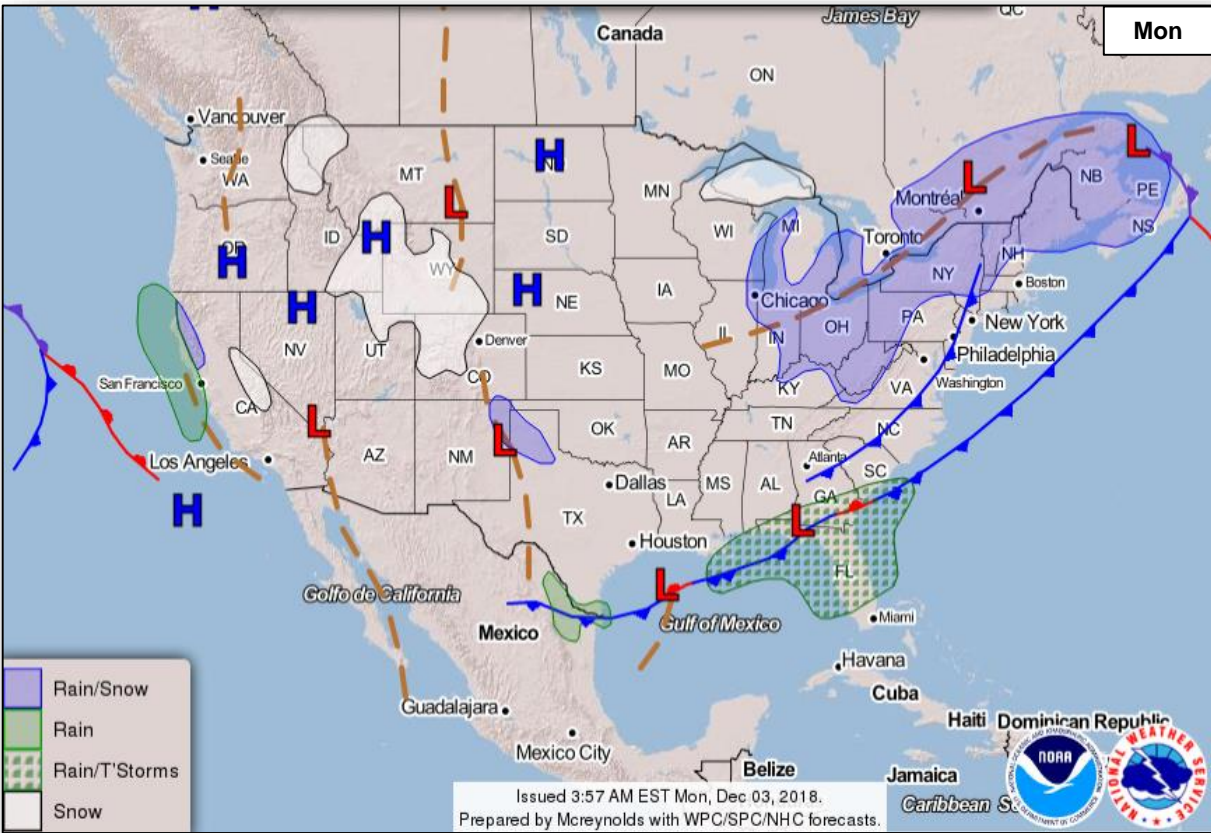 James Bay
QC
Mon
Canada
ON
Vancouver
Seattle
WA
MT
ND
MN
NB
PE
Montréal
NS
OR
ID
SD
WI
MI
Toronto
NH
WY
NY
Boston
IA
Chicago
NE
PA
New York
NV
UT
Denver
IL
IN
OH
Philadelphia
San Francisco
CO
KS
MO
KY
VA
Washington
CA
TN
NC
OK
AR
Los Angeles
AZ
NM
Atlanta
SC
Dallas
MS
AL
GA
LA
TX
Houston
FL
Golfo de California
Miami
Mexico
Gulf of Mexico
Havana
Cuba
Guadalajara
Haiti
Dominican Republic
Mexico City
Belize
Jamaica
Caribbean
H
H
H
H
H
H
L
L
L
L
L
L
L
Rain/Snow
Rain
Rain/T'Storms
Snow
Issued 3:57 AM EST Mon, Dec 03, 2018.
Prepared by Mcreynolds with WPC/SPC/NHC forecasts.
NOAA
NATIONAL WEATHER SERVICE